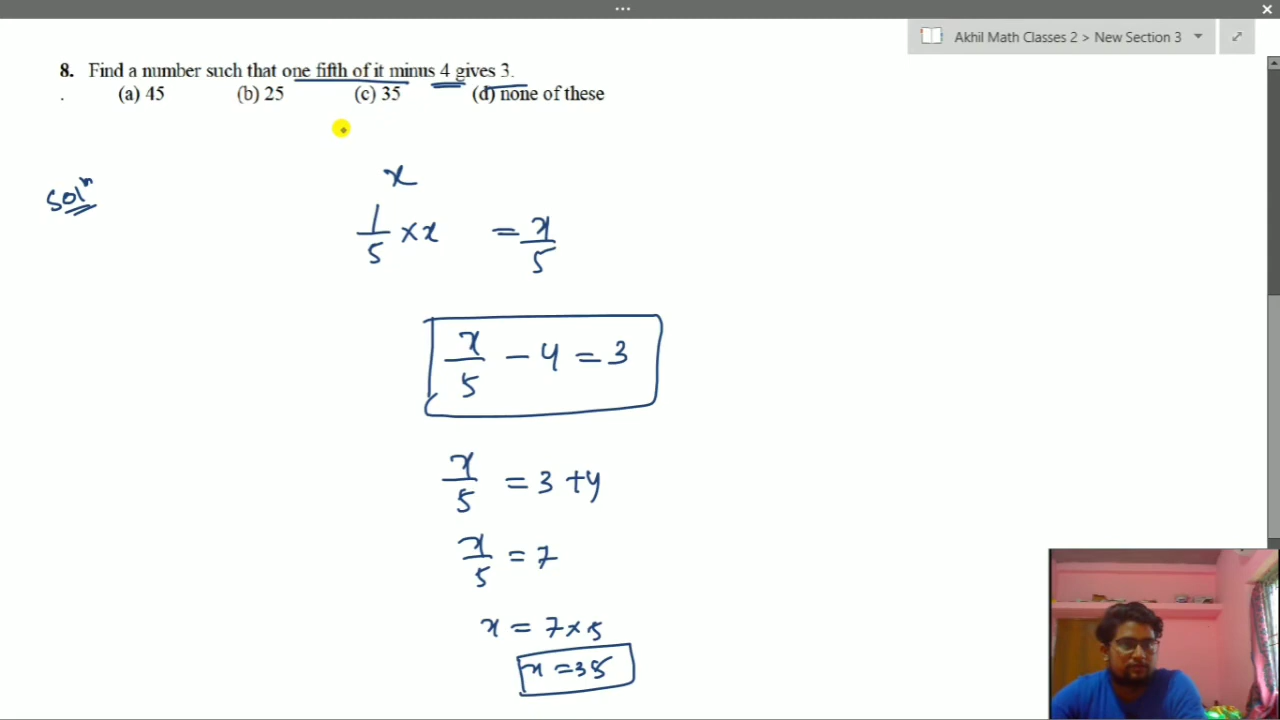 ...
Akhil Math Classes 2 > New Section 3
8. Find a number such that one fifth of it minus 4 gives 3.
. (a) 45 (b) 25 (c) 35 (d) none of these
Solⁿ
x
1/5 × x = x/5
x/5 − 4 = 3
x/5 = 3 + 4
x/5 = 7
x = 7 × 5
x = 35